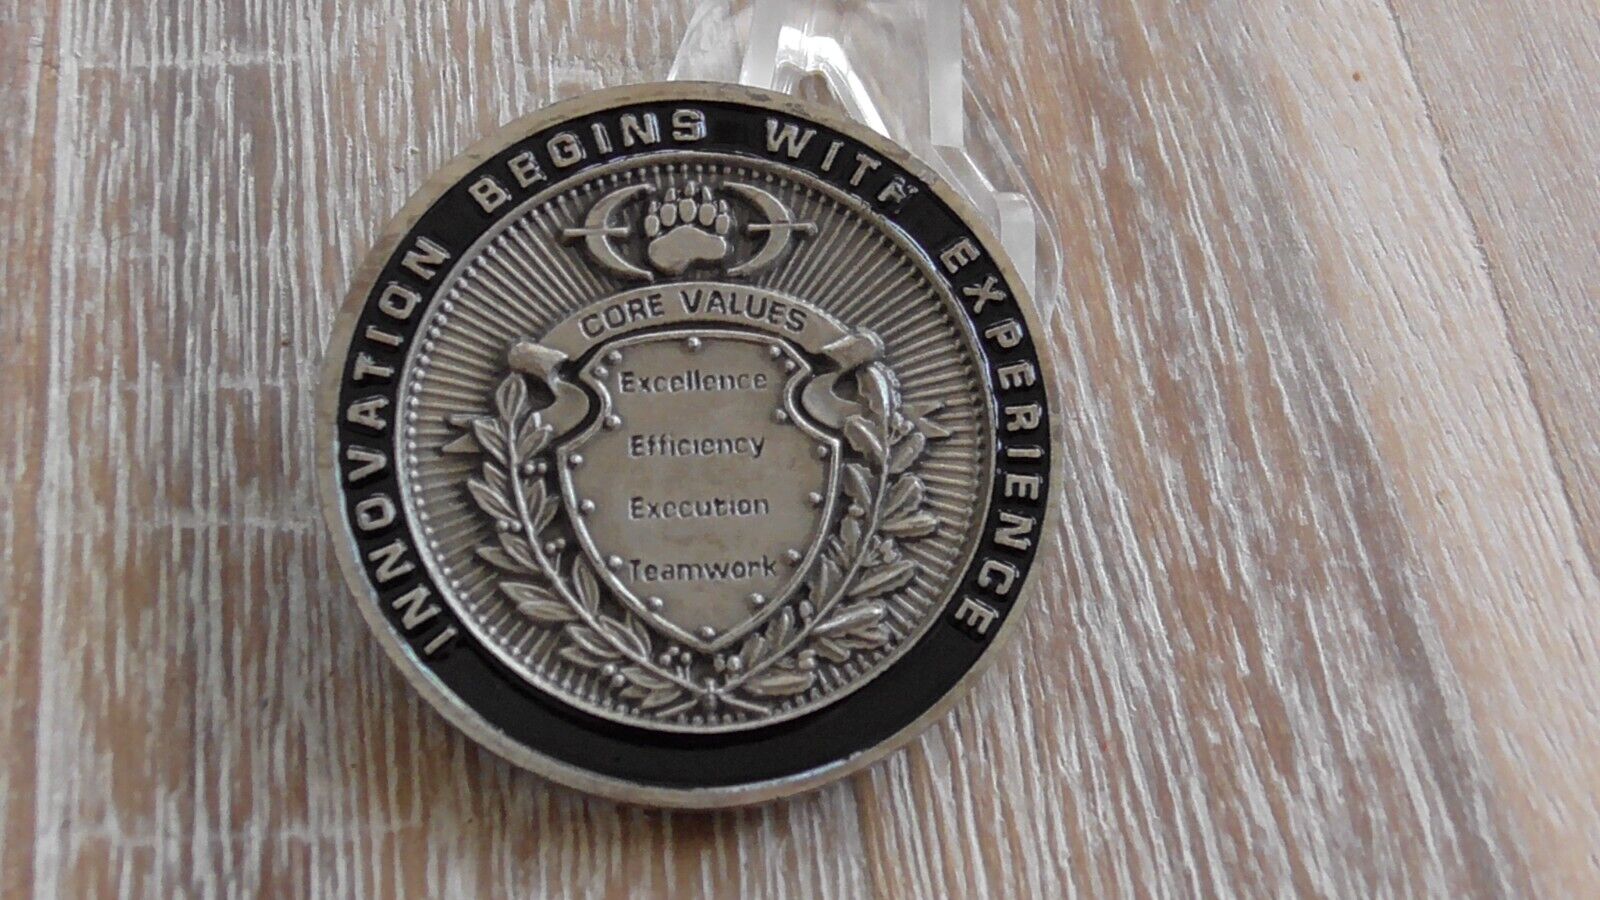 INNOVATION BEGINS WITH EXPERIENCE
CORE VALUES
Excellence
Efficiency
Execution
Teamwork